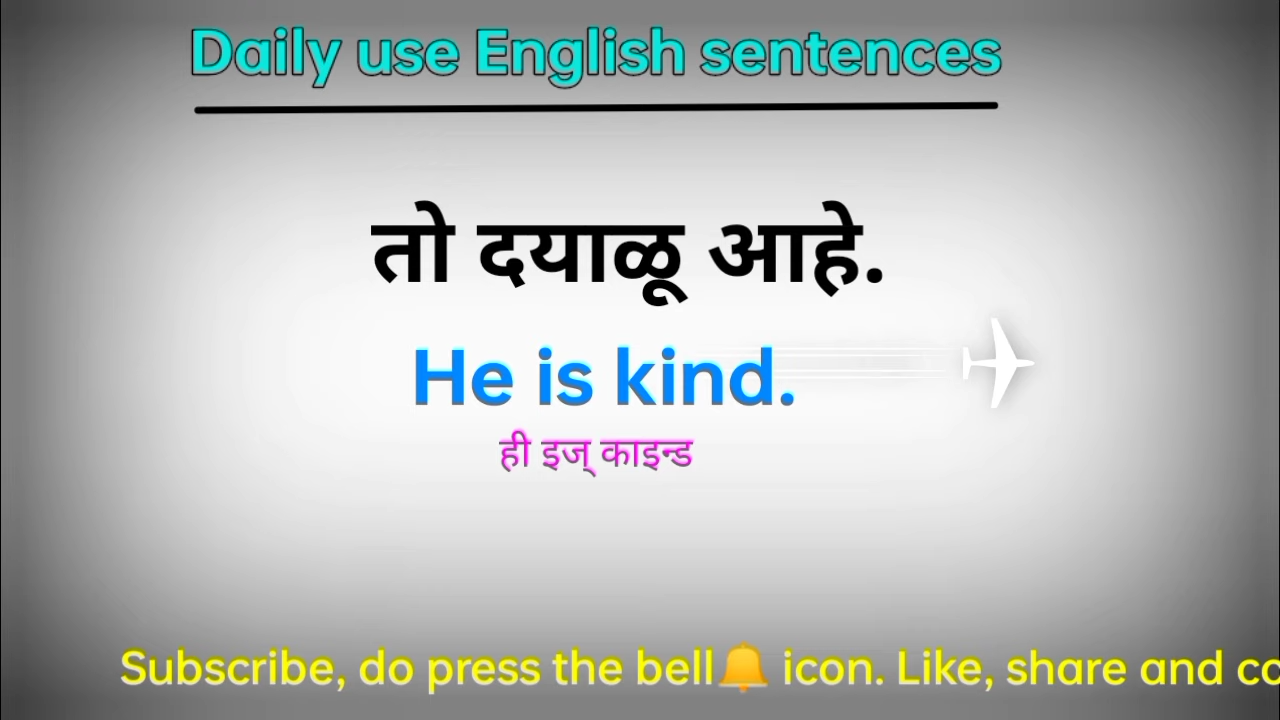 Daily use English sentences
तो दयाळू आहे.
He is kind.
ही इज् काइन्ड
Subscribe, do press the bell🔔 icon. Like, share and